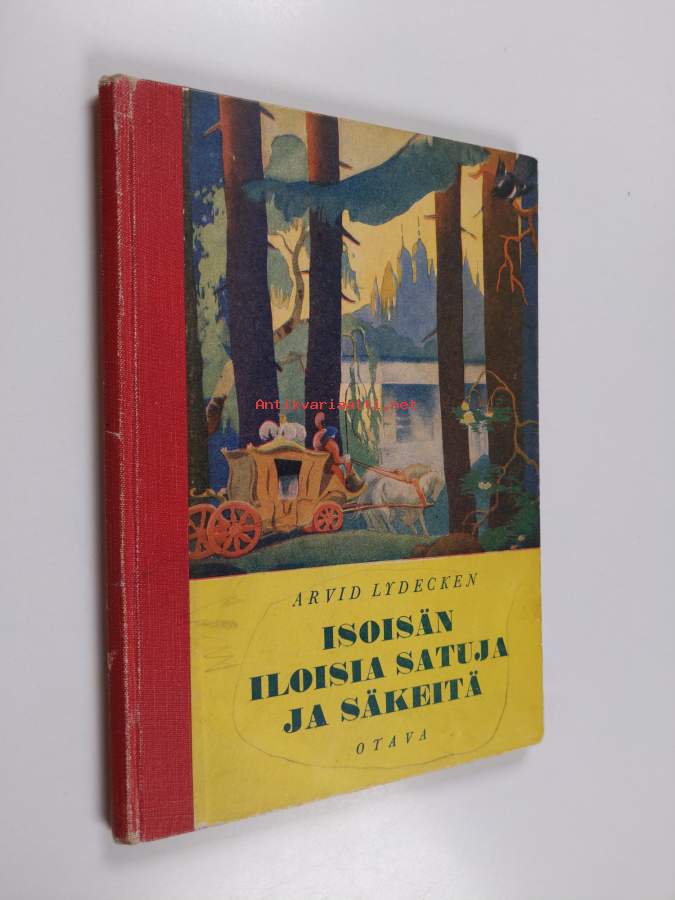 Antikvariaatti.net
ARVID LYDECKEN
ISOISÄN
ILOISIA SATUJA
JA SÄKEITÄ
OTAVA